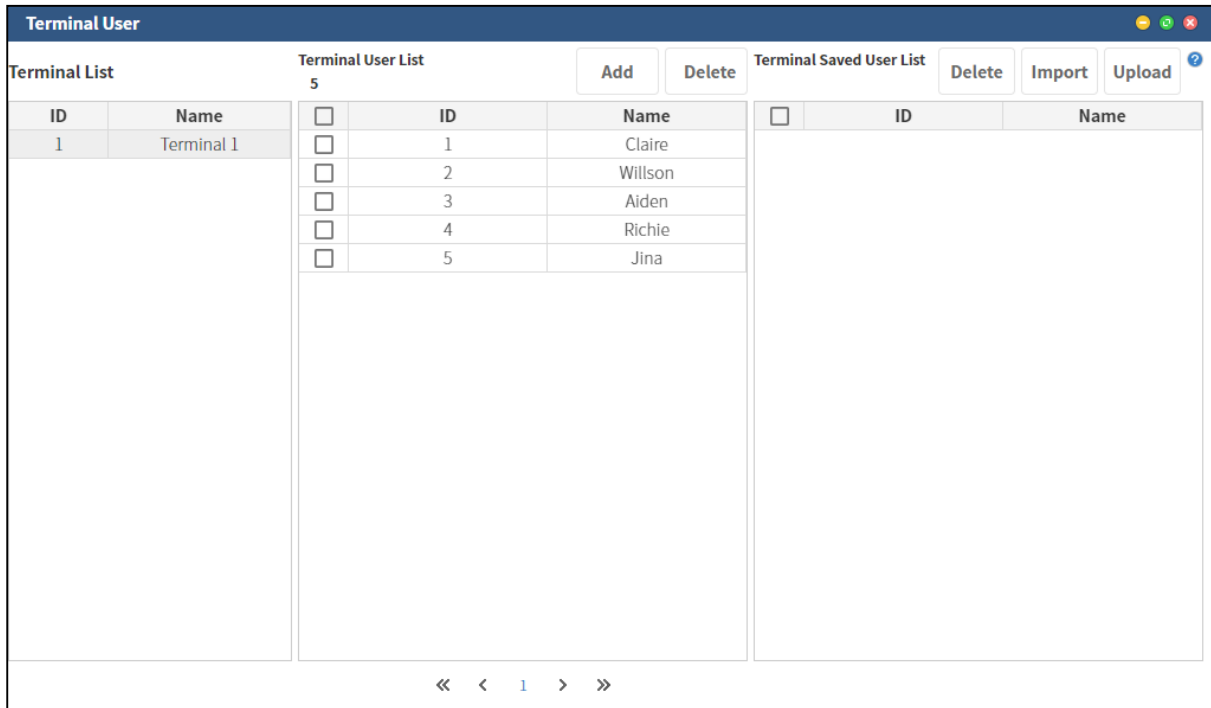 Terminal User
Terminal List
Terminal User List
5
Add
Delete
Terminal Saved User List
Delete
Import
Upload
?
ID Name
1 Terminal 1
ID Name
1 Claire
2 Willson
3 Aiden
4 Richie
5 Jina
ID Name
« < 1 > »